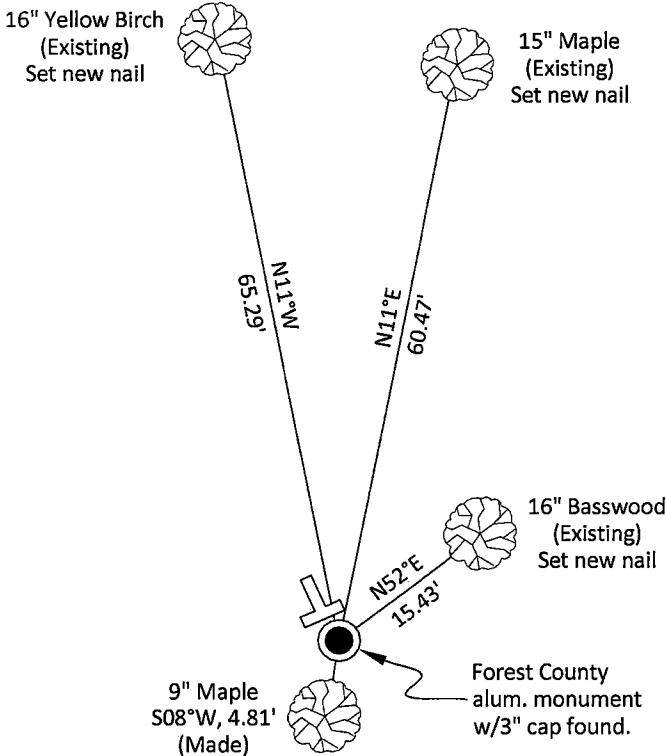 16" Yellow Birch
(Existing)
Set new nail
15" Maple
(Existing)
Set new nail
N11°W
65.29'
N11°E
60.47'
16" Basswood
(Existing)
Set new nail
N52°E
15.43'
9" Maple
S08°W, 4.81'
(Made)
Forest County
alum. monument
w/3" cap found.